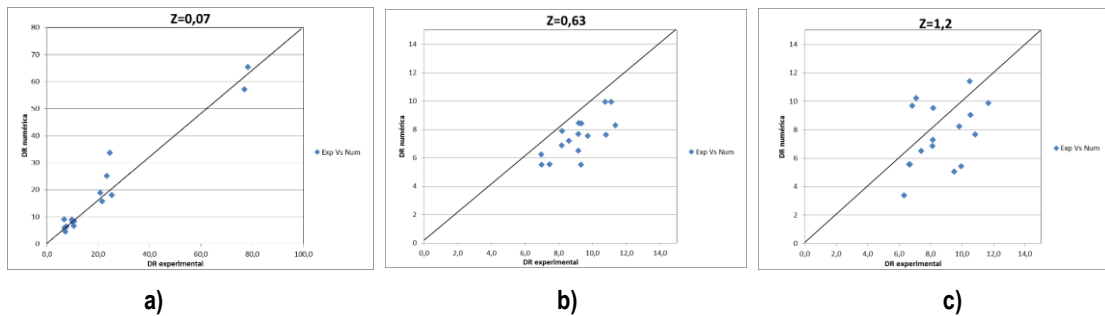 Z=0,07
80
70
60
50
40
30
20
10
0
DR numérica
0,0 20,0 40,0 60,0 80,0 100,0
DR experimental
Exp Vs Num
a)
Z=0,63
14
12
10
8
6
4
2
0
DR numérica
0,0 2,0 4,0 6,0 8,0 10,0 12,0 14,0
DR experimental
Exp Vs Num
b)
Z=1,2
14
12
10
8
6
4
2
0
DR numérica
0,0 2,0 4,0 6,0 8,0 10,0 12,0 14,0
DR experimental
Exp Vs Num
c)